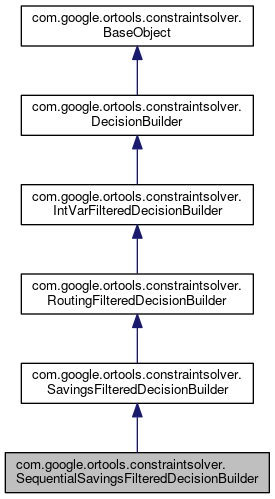 com.google.ortools.constraintsolver.
BaseObject
com.google.ortools.constraintsolver.
DecisionBuilder
com.google.ortools.constraintsolver.
IntVarFilteredDecisionBuilder
com.google.ortools.constraintsolver.
RoutingFilteredDecisionBuilder
com.google.ortools.constraintsolver.
SavingsFilteredDecisionBuilder
com.google.ortools.constraintsolver.
SequentialSavingsFilteredDecisionBuilder